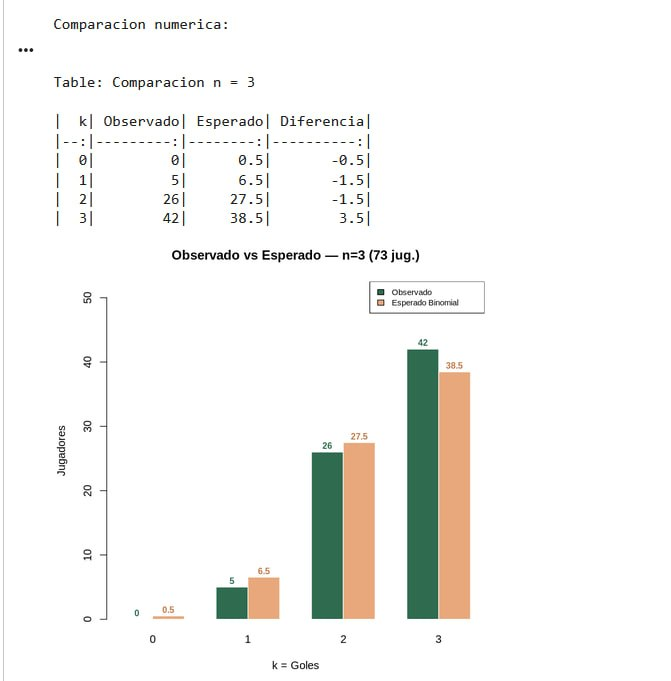 Comparacion numerica:
•••
Table: Comparacion n = 3
|  k| Observado| Esperado| Diferencia|
|--:|---------:|--------:|----------:|
|  0|         0|      0.5|       -0.5|
|  1|         5|      6.5|       -1.5|
|  2|        26|     27.5|       -1.5|
|  3|        42|     38.5|        3.5|
Observado vs Esperado — n=3 (73 jug.)
Observado
Esperado Binomial
Jugadores
50
40
30
20
10
0
0
0.5
5
6.5
26
27.5
42
38.5
0
1
2
3
k = Goles